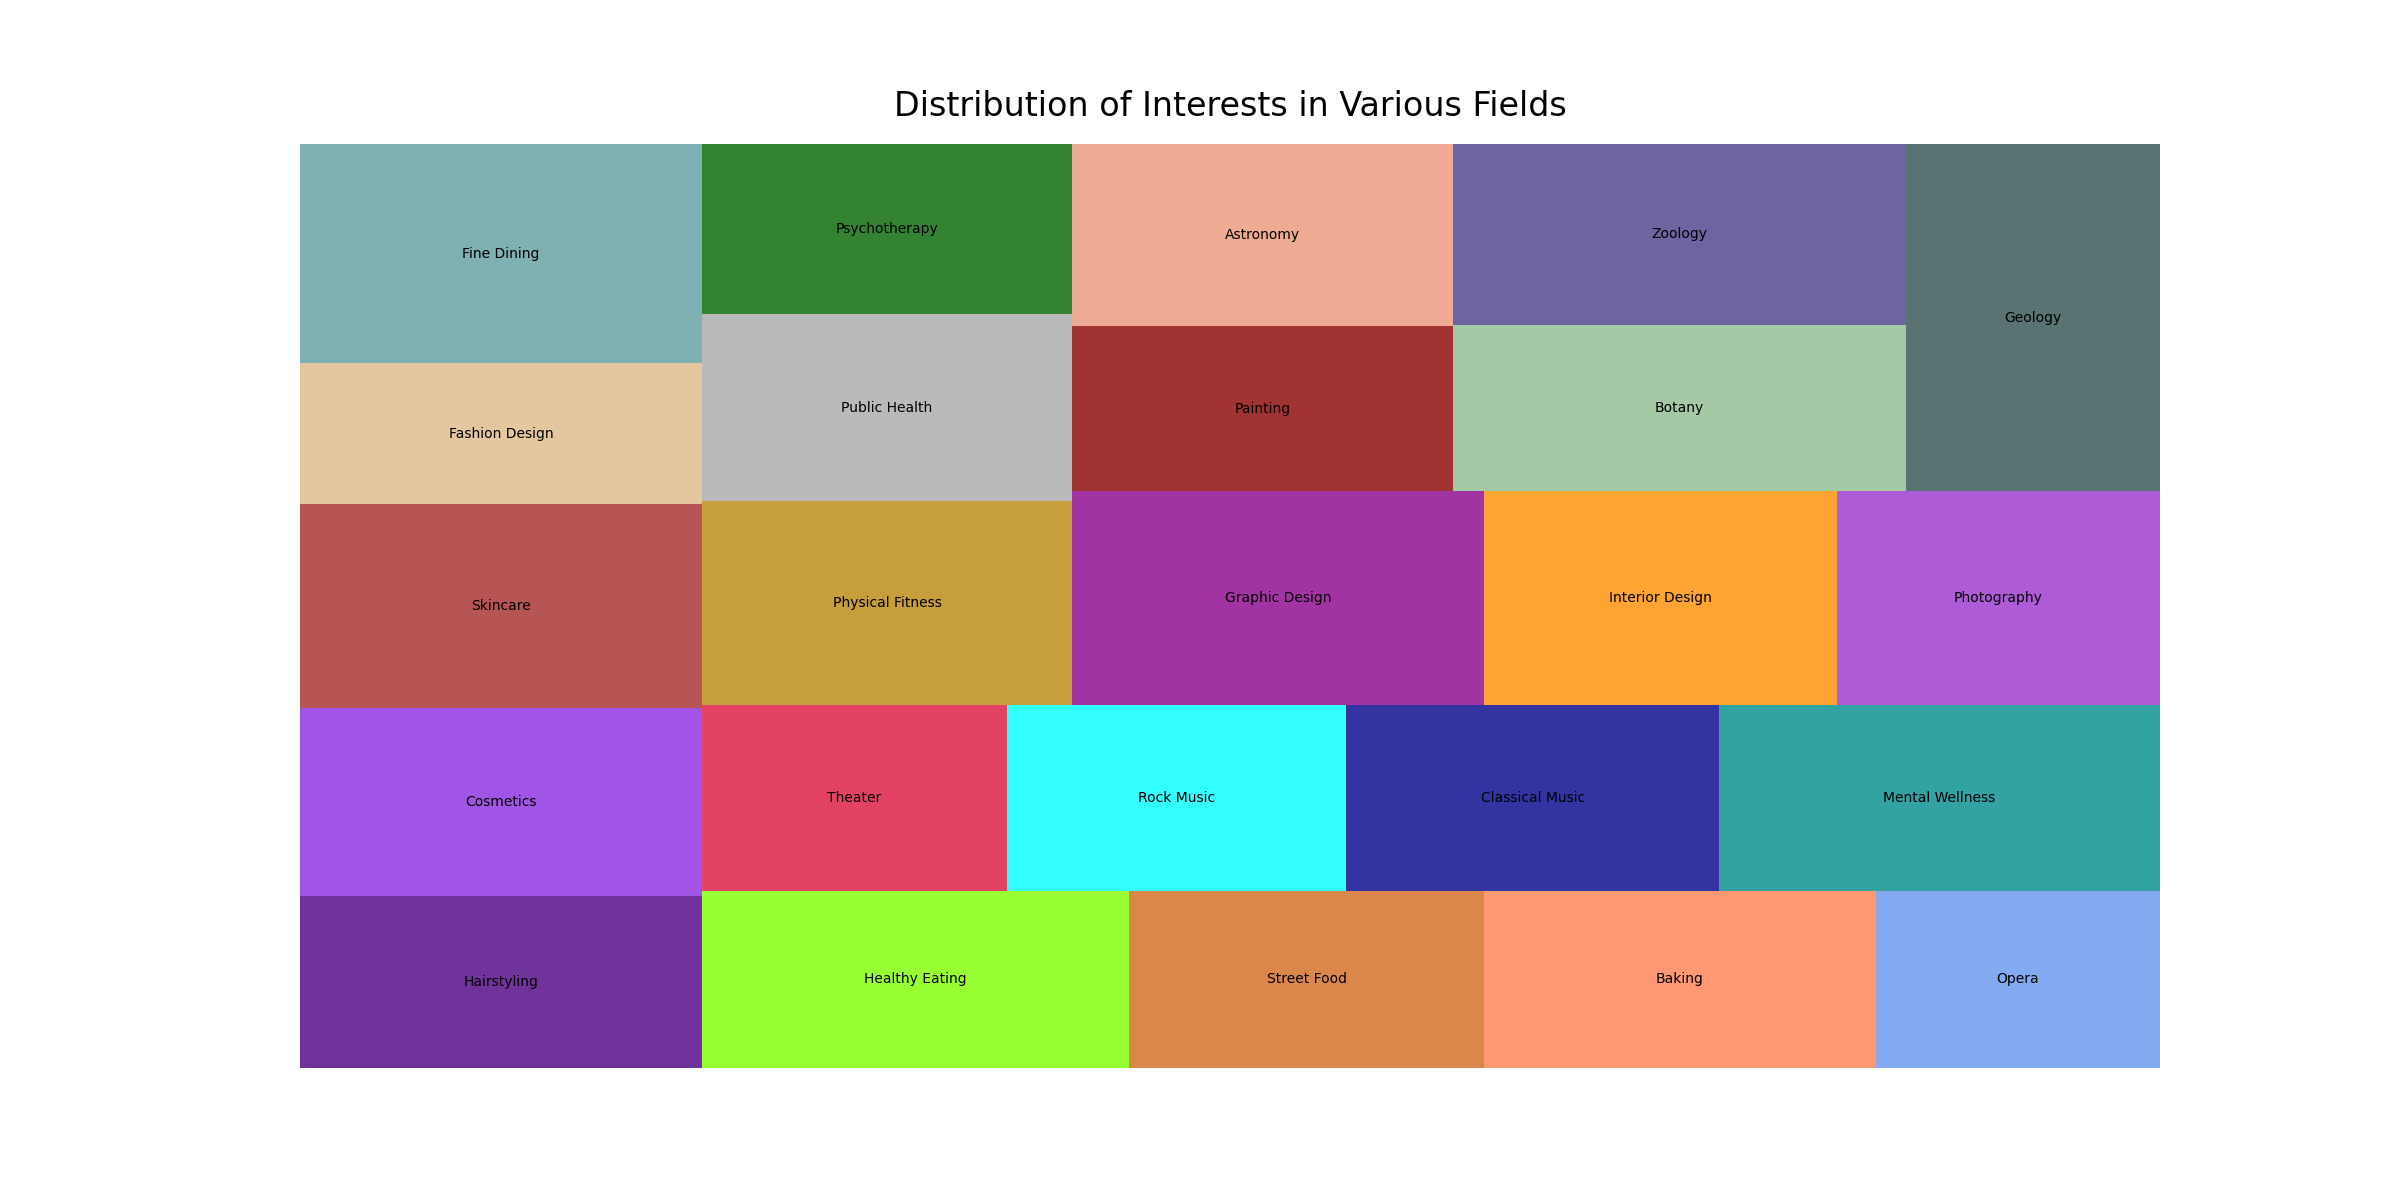 Distribution of Interests in Various Fields
Fine Dining
Psychotherapy
Astronomy
Zoology
Geology
Public Health
Painting
Botany
Fashion Design
Skincare
Physical Fitness
Graphic Design
Interior Design
Photography
Cosmetics
Theater
Rock Music
Classical Music
Mental Wellness
Hairstyling
Healthy Eating
Street Food
Baking
Opera